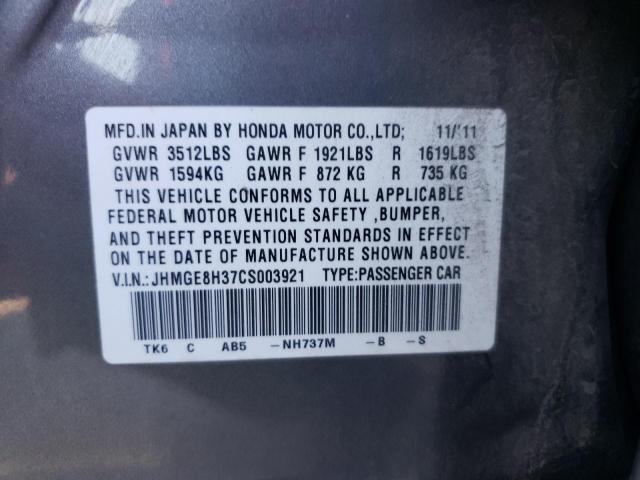 MFD.IN JAPAN BY HONDA MOTOR CO.,LTD; 11/'11
GVWR 3512LBS GAWR F 1921LBS R 1619LBS
GVWR 1594KG GAWR F 872 KG R 735 KG
THIS VEHICLE CONFORMS TO ALL APPLICABLE
FEDERAL MOTOR VEHICLE SAFETY ,BUMPER,
AND THEFT PREVENTION STANDARDS IN EFFECT
ON THE DATE OF MANUFACTURE SHOWN ABOVE.
V.I.N.: JHMGE8H37CS003921 TYPE:PASSENGER CAR
TK6 C AB5 -NH737M -B -S